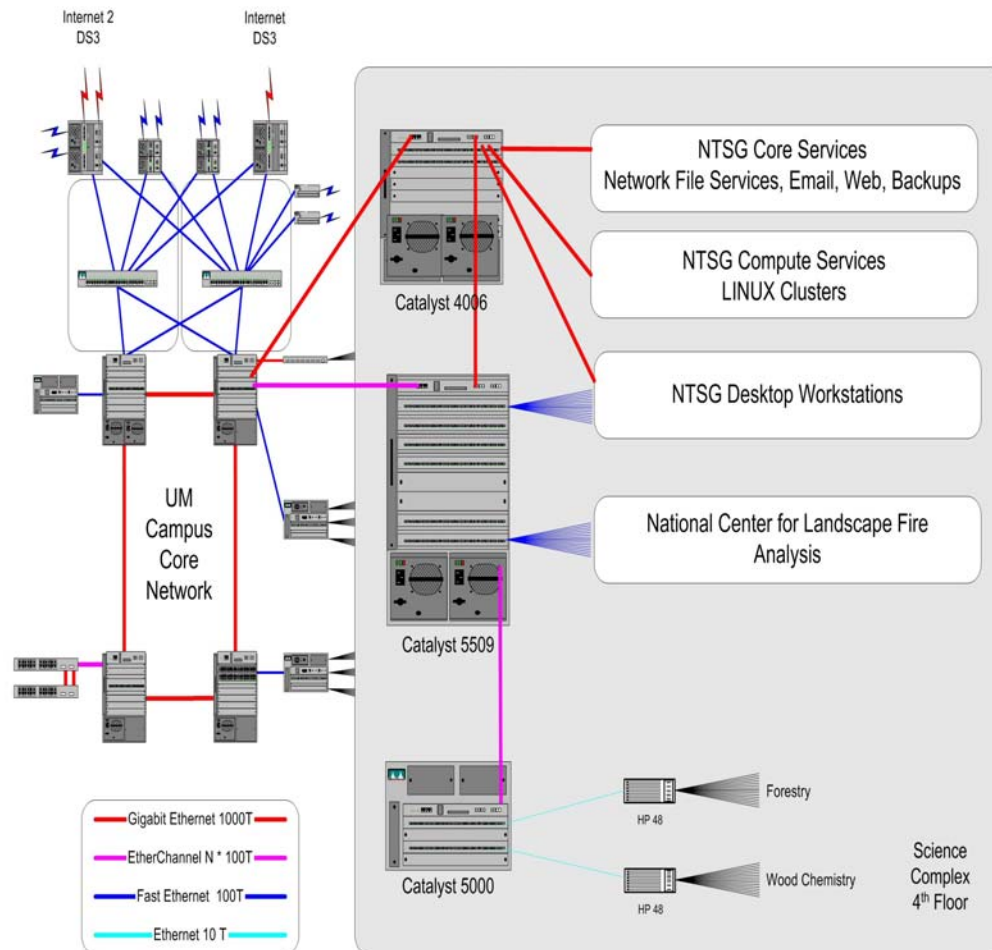 Internet 2
DS3
Internet
DS3
NTSG Core Services
Network File Services, Email, Web, Backups
NTSG Compute Services
LINUX Clusters
Catalyst 4006
NTSG Desktop Workstations
UM
Campus
Core
Network
National Center for Landscape Fire
Analysis
Catalyst 5509
Gigabit Ethernet 1000T
EtherChannel N * 100T
Fast Ethernet 100T
Ethernet 10 T
Catalyst 5000
HP 48
Forestry
HP 48
Wood Chemistry
Science
Complex
4th Floor